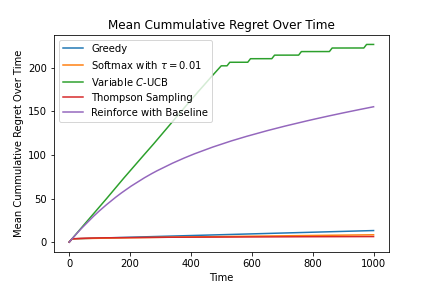 Mean Cummulative Regret Over Time
Mean Cummulative Regret Over Time
200
150
100
50
0
Greedy
Softmax with τ = 0.01
Variable C-UCB
Thompson Sampling
Reinforce with Baseline
0 200 400 600 800 1000
Time